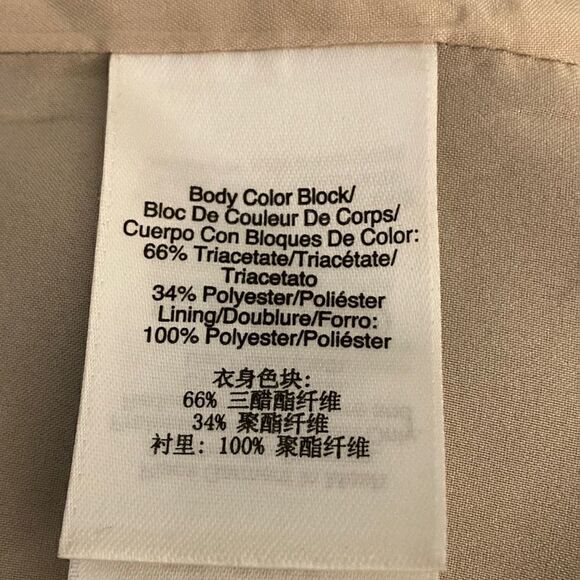 Body Color Block/
Bloc De Couleur De Corps/
Cuerpo Con Bloques De Color:
66% Triacetate/Triacétate/
Triacetato
34% Polyester/Poliéster
Lining/Doublure/Forro:
100% Polyester/Poliéster
衣身色块:
66% 三醋酯纤维
34% 聚酯纤维
衬里: 100% 聚酯纤维